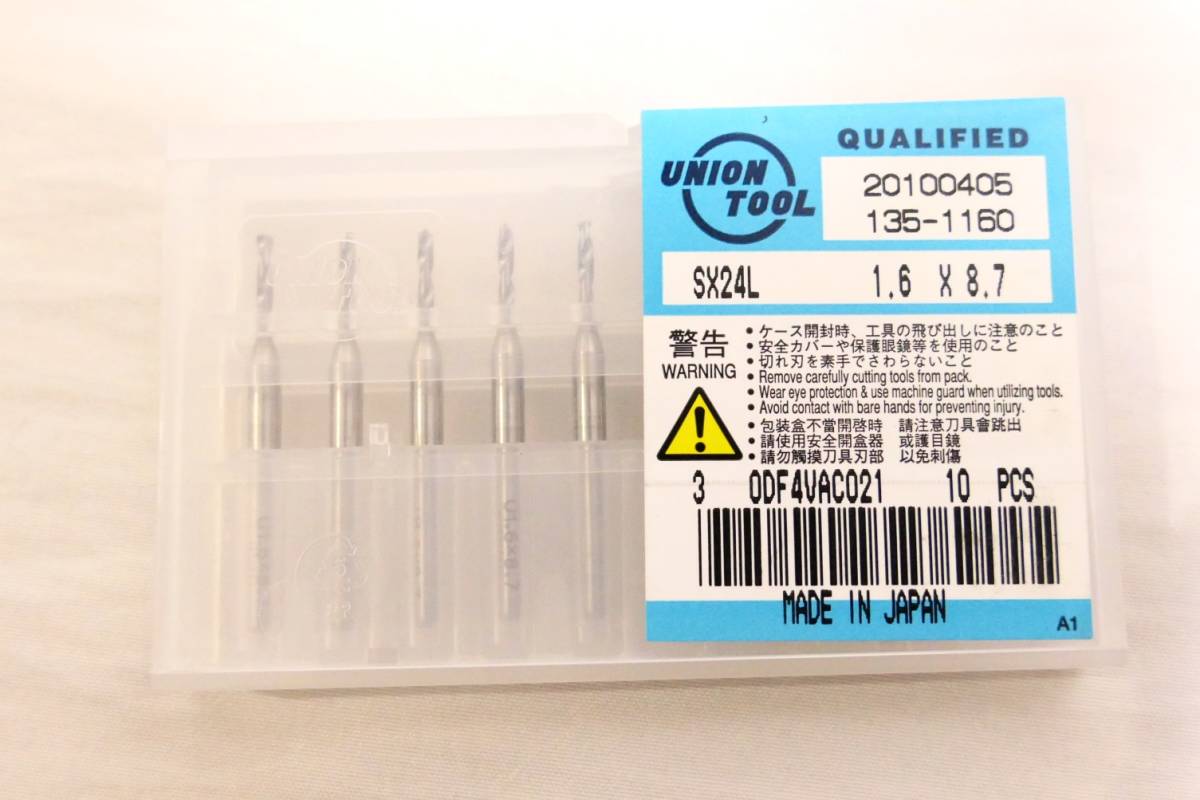 UNION
TOOL
QUALIFIED
20100405
135-1160
SX24L 1.6 X 8.7
警告
WARNING
• ケース開封時、工具の飛び出しに注意のこと
• 安全カバーや保護眼鏡等を使用のこと
• 切れ刃を素手でさわらないこと
• Remove carefully cutting tools from pack.
• Wear eye protection & use machine guard when utilizing tools.
• Avoid contact with bare hands for preventing injury.
• 包装盒不當開啓時 請注意刀具會跳出
• 請使用安全開盒器 或護目鏡
• 請勿觸摸刀具刃部 以免刺傷
3 0DF4VAC021 10 PCS
MADE IN JAPAN
A1
U1.6×8.7